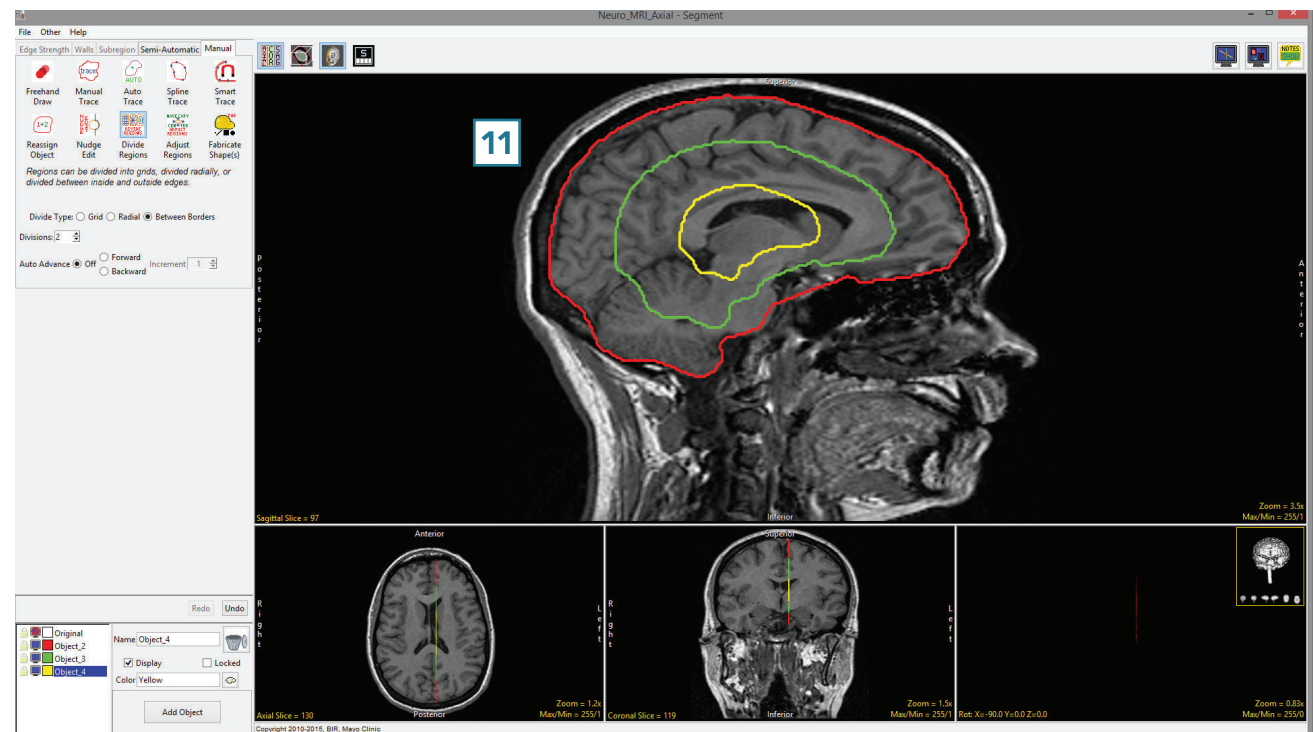 Neuro_MRI_Axial - Segment
File Other Help
Edge Strength Walls Subregion Semi-Automatic Manual
trace AUTO
Freehand Draw
Manual Trace
Auto Trace
Spline Trace
Smart Trace
1+2
Reassign Object
Nudge Edit
Divide Regions
Adjust Regions
Fabricate Shape(s)
Regions can be divided into grids, divided radially, or
divided between inside and outside edges.
Divide Type: Grid Radial Between Borders
Divisions: 2
Auto Advance Off Forward Backward Increment 1
Redo Undo
Original
Object_2
Object_3
Object_4
Name Object_4
Display Locked
Color Yellow
Add Object
S
NOTES
11
Superior
Posterior
Anterior
Inferior
Sagittal Slice = 97
Zoom = 3.5x
Max/Min = 255/1
Anterior
Right
Left
Posterior
Axial Slice = 130
Zoom = 1.2x
Max/Min = 255/1
Superior
Right
Left
Inferior
Coronal Slice = 119
Zoom = 1.5x
Max/Min = 255/1
Rot: X=-90.0 Y=0.0 Z=0.0
Zoom = 0.83x
Max/Min = 255/0
Copyright 2010-2015, BIR, Mayo Clinic